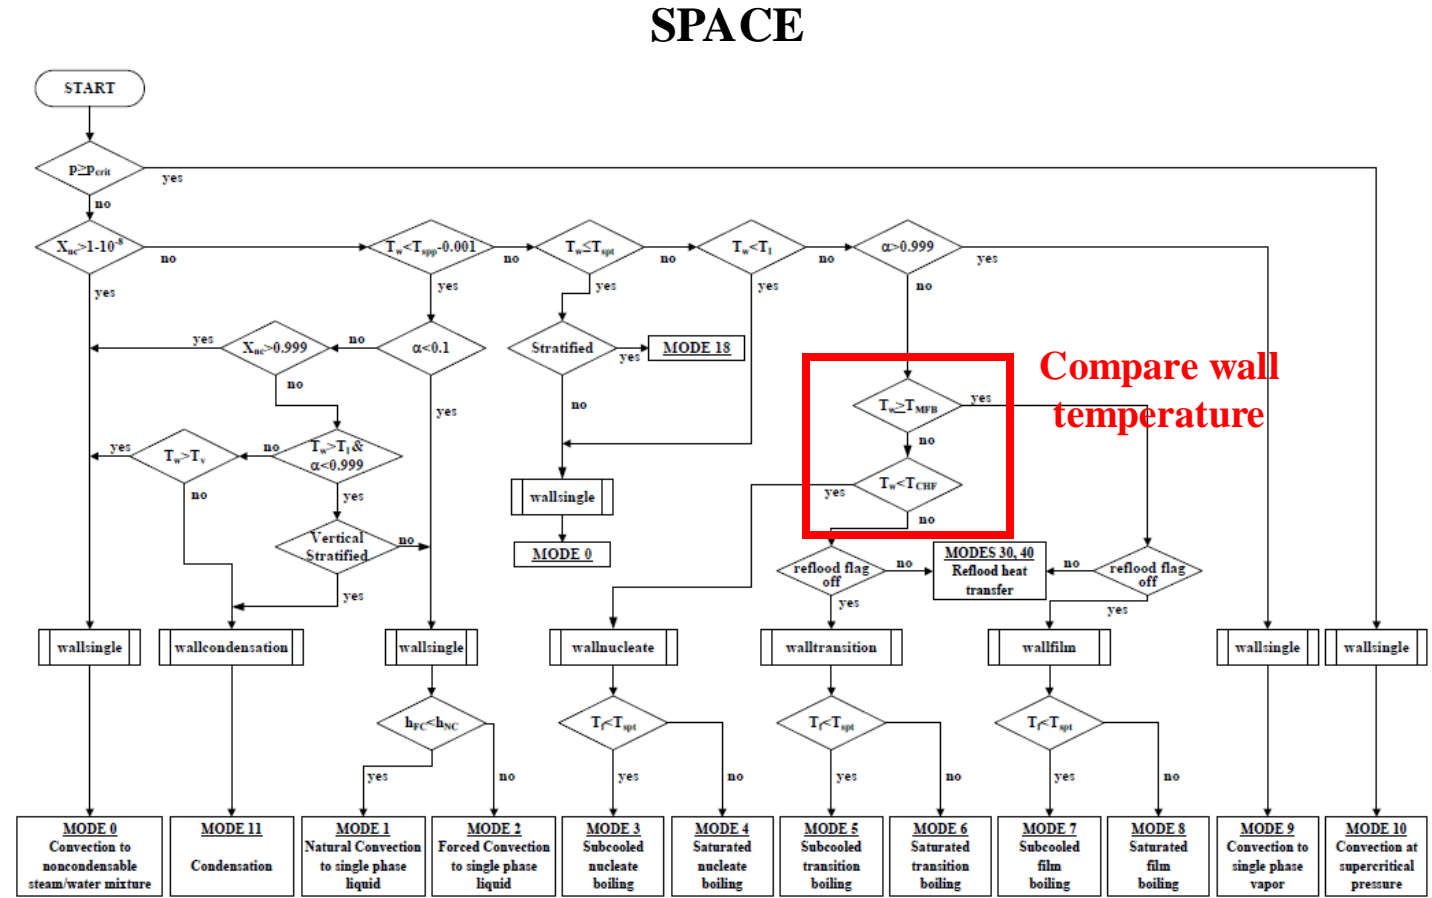 SPACE
START
p≥pcrit
yes
no
Xnc>1-10-8
no
Tw<Tspp-0.001
no
Tw≤Tspt
no
Tw<Tl
no
α>0.999
yes
yes
yes
yes
yes
no
yes
Xnc>0.999
no
α<0.1
Stratified
yes
MODE 18
Compare wall
temperature
no
yes
no
Tw≥TMFB
yes
no
yes
Tw>Tv
no
Tw>Tl &
α<0.999
Tw<TCHF
yes
no
yes
wallsingle
no
Vertical
Stratified
no
MODE 0
MODES 30, 40
Reflood heat
transfer
reflood flag
off
no
no
reflood flag
off
yes
yes
yes
wallsingle
wallcondensation
wallsingle
wallnucleate
walltransition
wallfilm
wallsingle
wallsingle
hFC<hNC
Tf<Tspt
Tf<Tspt
Tf<Tspt
yes
no
yes
no
yes
no
yes
no
MODE 0
Convection to
noncondensable
steam/water mixture
MODE 11
Condensation
MODE 1
Natural Convection
to single phase
liquid
MODE 2
Forced Convection
to single phase
liquid
MODE 3
Subcooled
nucleate
boiling
MODE 4
Saturated
nucleate
boiling
MODE 5
Subcooled
transition
boiling
MODE 6
Saturated
transition
boiling
MODE 7
Subcooled
film
boiling
MODE 8
Saturated
film
boiling
MODE 9
Convection to
single phase
vapor
MODE 10
Convection at
supercritical
pressure